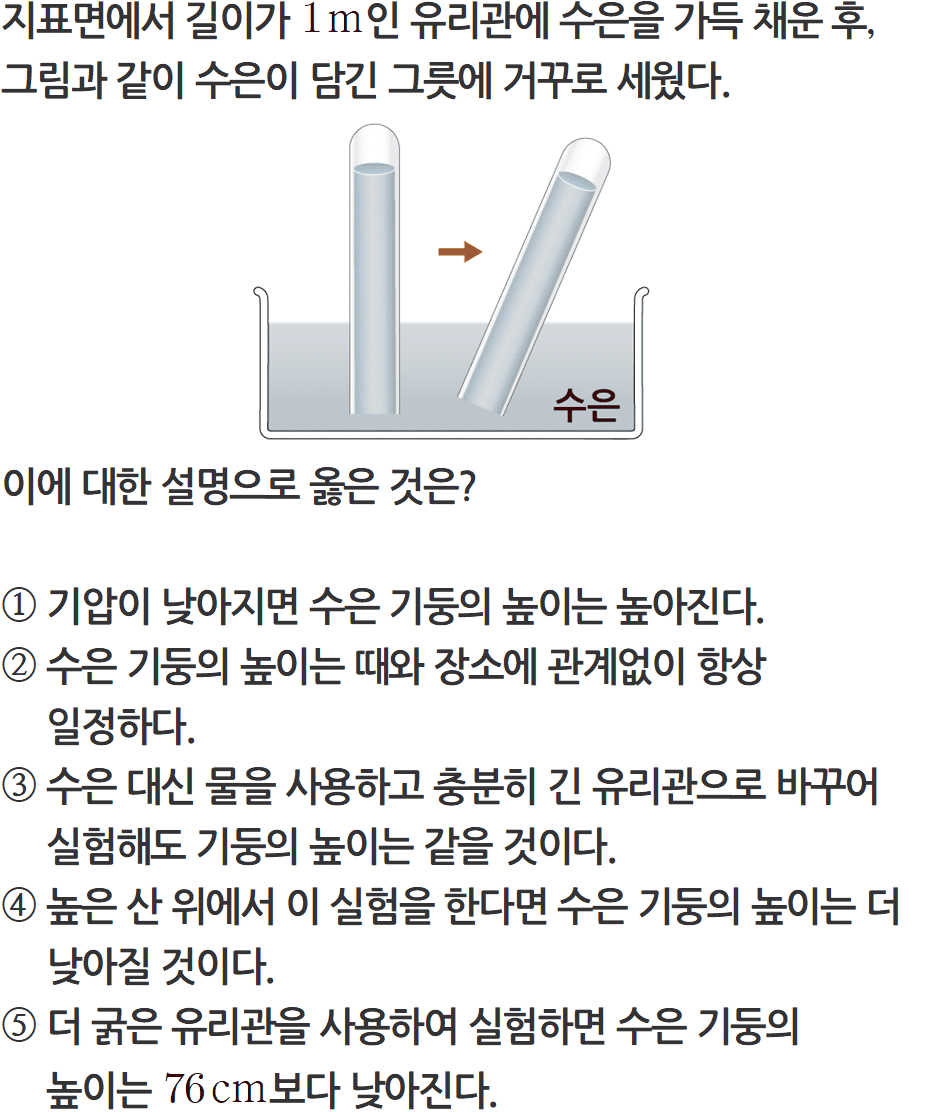 지표면에서 길이가 1m인 유리관에 수은을 가득 채운 후,
그림과 같이 수은이 담긴 그릇에 거꾸로 세웠다.
수은
이에 대한 설명으로 옳은 것은?
① 기압이 낮아지면 수은 기둥의 높이는 높아진다.
② 수은 기둥의 높이는 때와 장소에 관계없이 항상
일정하다.
③ 수은 대신 물을 사용하고 충분히 긴 유리관으로 바꾸어
실험해도 기둥의 높이는 같을 것이다.
④ 높은 산 위에서 이 실험을 한다면 수은 기둥의 높이는 더
낮아질 것이다.
⑤ 더 굵은 유리관을 사용하여 실험하면 수은 기둥의
높이는 76cm보다 낮아진다.